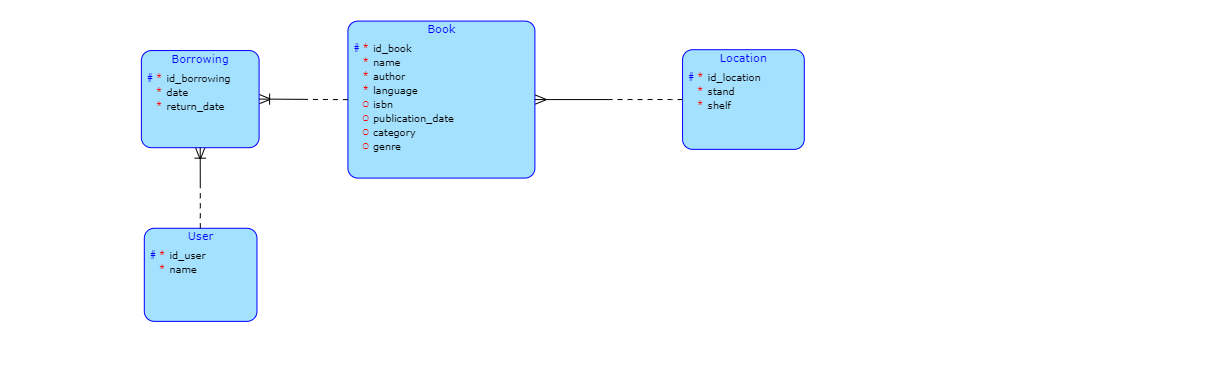 Borrowing
# * id_borrowing
* date
* return_date
Book
# * id_book
* name
* author
* language
o isbn
o publication_date
o category
o genre
Location
# * id_location
* stand
* shelf
User
# * id_user
* name